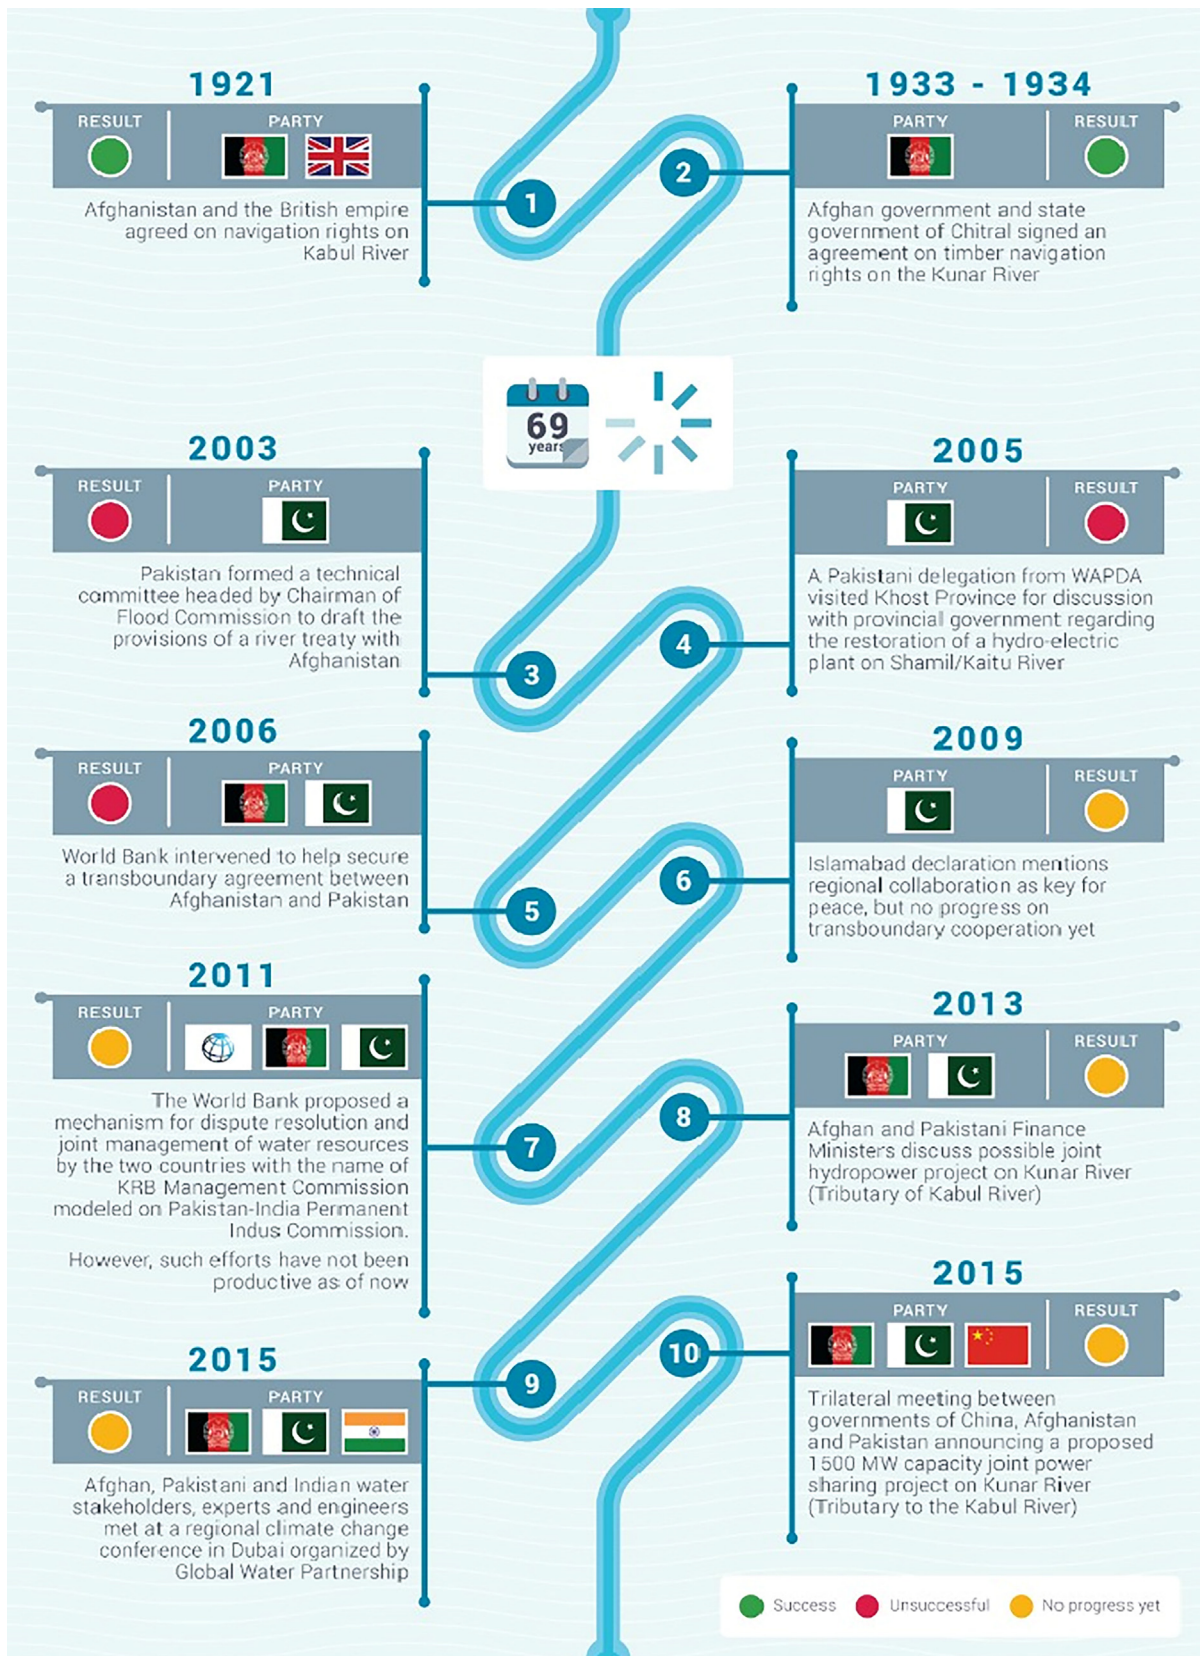 1921
RESULT
PARTY
Afghanistan and the British empire
agreed on navigation rights on
Kabul River
1
1933 - 1934
PARTY
RESULT
Afghan government and state
government of Chitral signed an
agreement on timber navigation
rights on the Kunar River
2
69
years
2003
RESULT
PARTY
Pakistan formed a technical
committee headed by Chairman of
Flood Commission to draft the
provisions of a river treaty with
Afghanistan
3
2005
PARTY
RESULT
A Pakistani delegation from WAPDA
visited Khost Province for discussion
with provincial government regarding
the restoration of a hydro-electric
plant on Shamil/Kaitu River
4
2006
RESULT
PARTY
World Bank intervened to help secure
a transboundary agreement between
Afghanistan and Pakistan
5
2009
PARTY
RESULT
Islamabad declaration mentions
regional collaboration as key for
peace, but no progress on
transboundary cooperation yet
6
2011
RESULT
PARTY
The World Bank proposed a
mechanism for dispute resolution and
joint management of water resources
by the two countries with the name of
KRB Management Commission
modeled on Pakistan-India Permanent
Indus Commission.
However, such efforts have not been
productive as of now
7
2013
PARTY
RESULT
Afghan and Pakistani Finance
Ministers discuss possible joint
hydropower project on Kunar River
(Tributary of Kabul River)
8
2015
RESULT
PARTY
Afghan, Pakistani and Indian water
stakeholders, experts and engineers
met at a regional climate change
conference in Dubai organized by
Global Water Partnership
9
2015
PARTY
RESULT
Trilateral meeting between
governments of China, Afghanistan
and Pakistan announcing a proposed
1500 MW capacity joint power
sharing project on Kunar River
(Tributary to the Kabul River)
10
Success
Unsuccessful
No progress yet